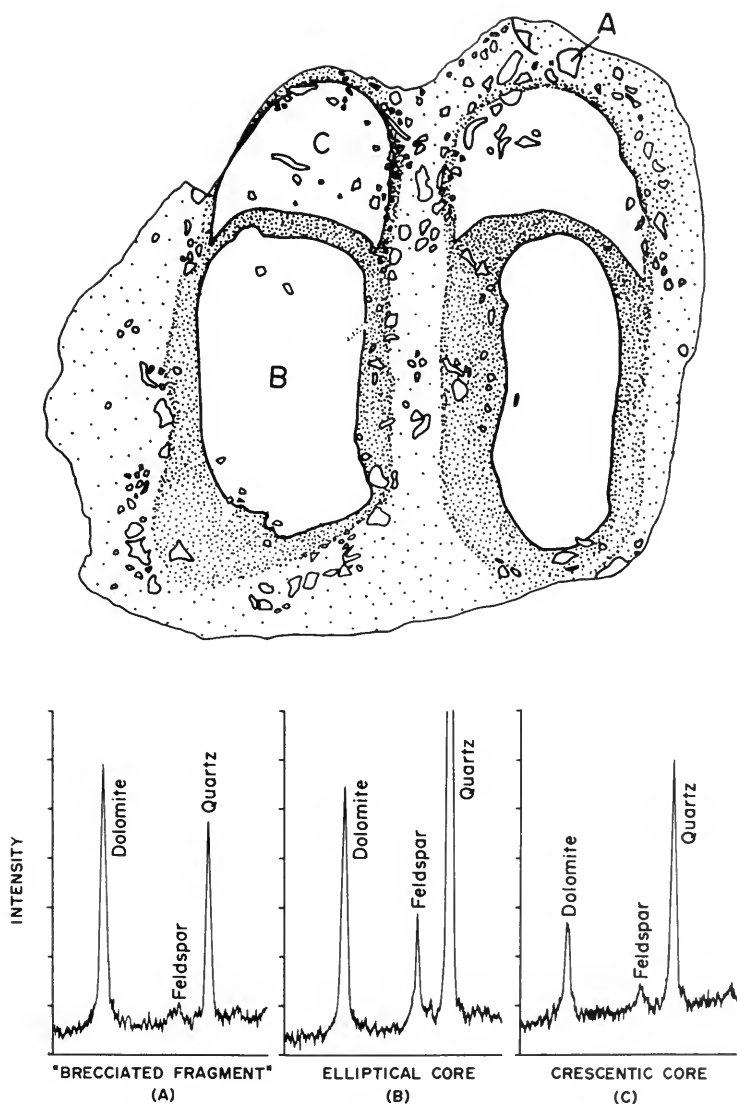 A
C
B
INTENSITY
Dolomite
Feldspar
Quartz
Dolomite
Feldspar
Quartz
Dolomite
Feldspar
Quartz
"BRECCIATED FRAGMENT"
(A)
ELLIPTICAL CORE
(B)
CRESCENTIC CORE
(C)